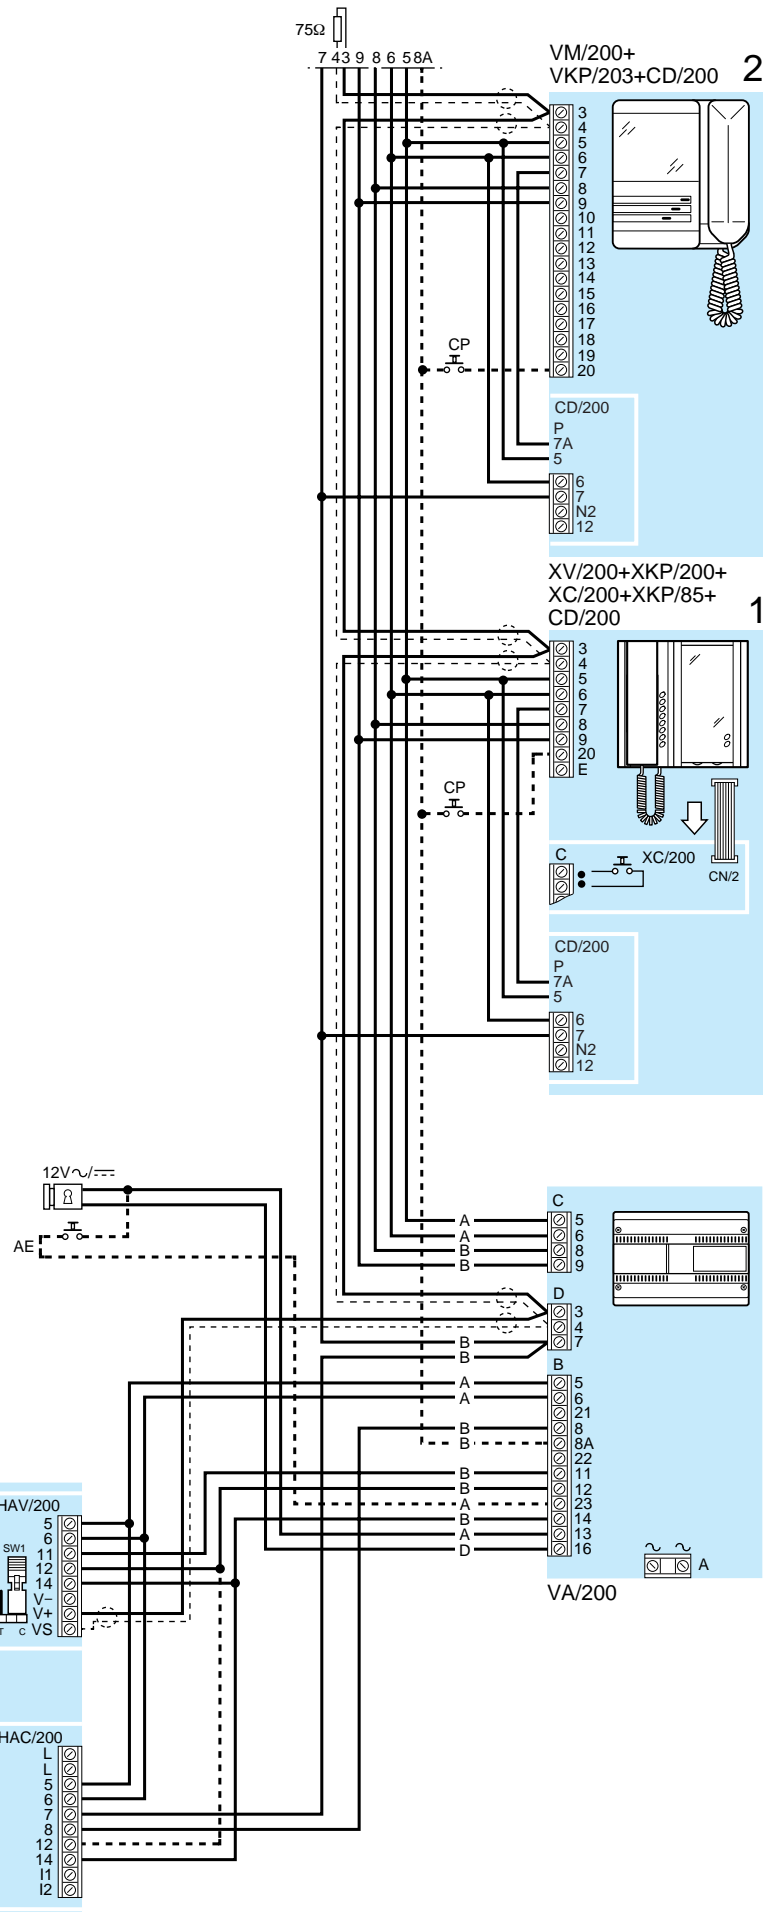 75Ω
7 43 9 8 6 5 8A
VM/200+
VKP/203+CD/200
2
3
4
5
6
7
8
9
10
11
12
13
14
15
16
17
18
19
20
CP
CD/200
P
7A
5
6
7
N2
12
XV/200+XKP/200+
XC/200+XKP/85+
CD/200
1
3
4
5
6
7
8
9
20
E
CP
C
XC/200
CN/2
CD/200
P
7A
5
6
7
N2
12
12V
AE
C
A 5
A 6
B 8
B 9
D
3
4
B 7
B
B
A 5
A 6
21
B 8
B 8A
22
B 11
B 12
A 23
B 14
A 13
D 16
A
VA/200
HAV/200
5
6
SW1
11
12
14
V−
V+
T C VS
HAC/200
L
L
5
6
7
8
12
14
I1
I2